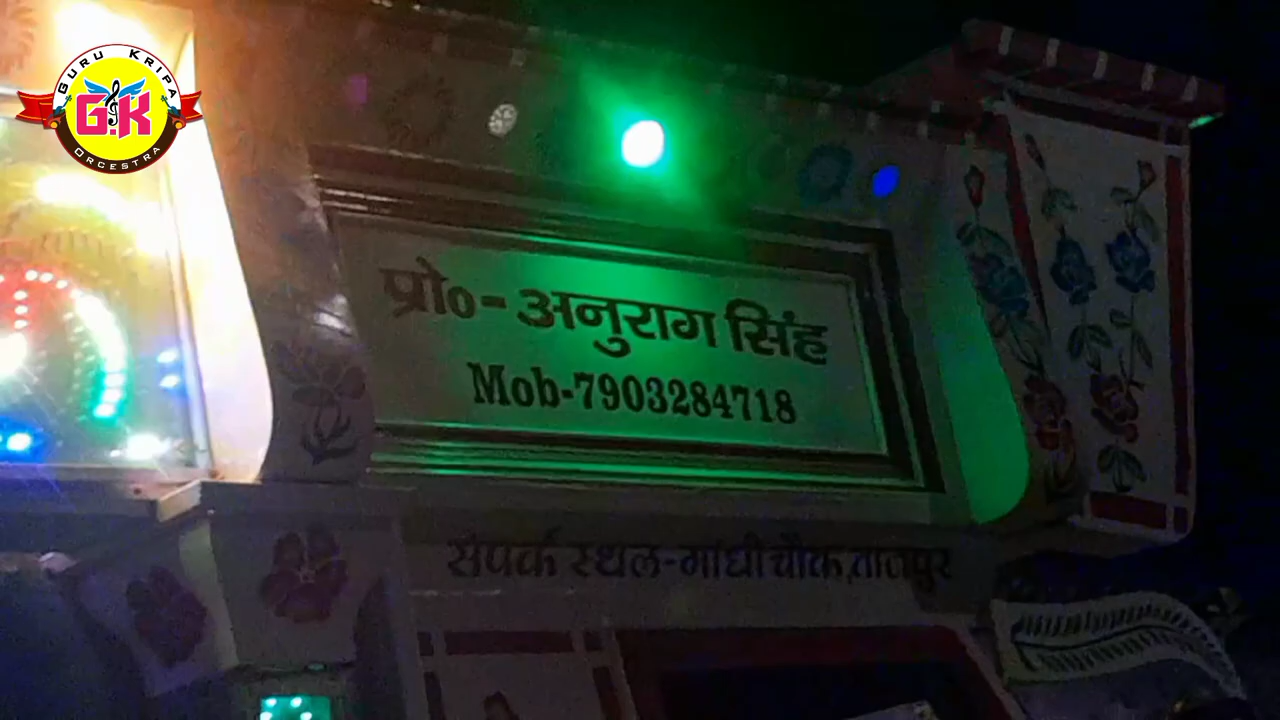 GURU KRIPA
G K
ORCESTRA
प्रो०-अनुराग सिंह
Mob-7903284718
संपर्क स्थल-गांधी चौक,ताजपुर